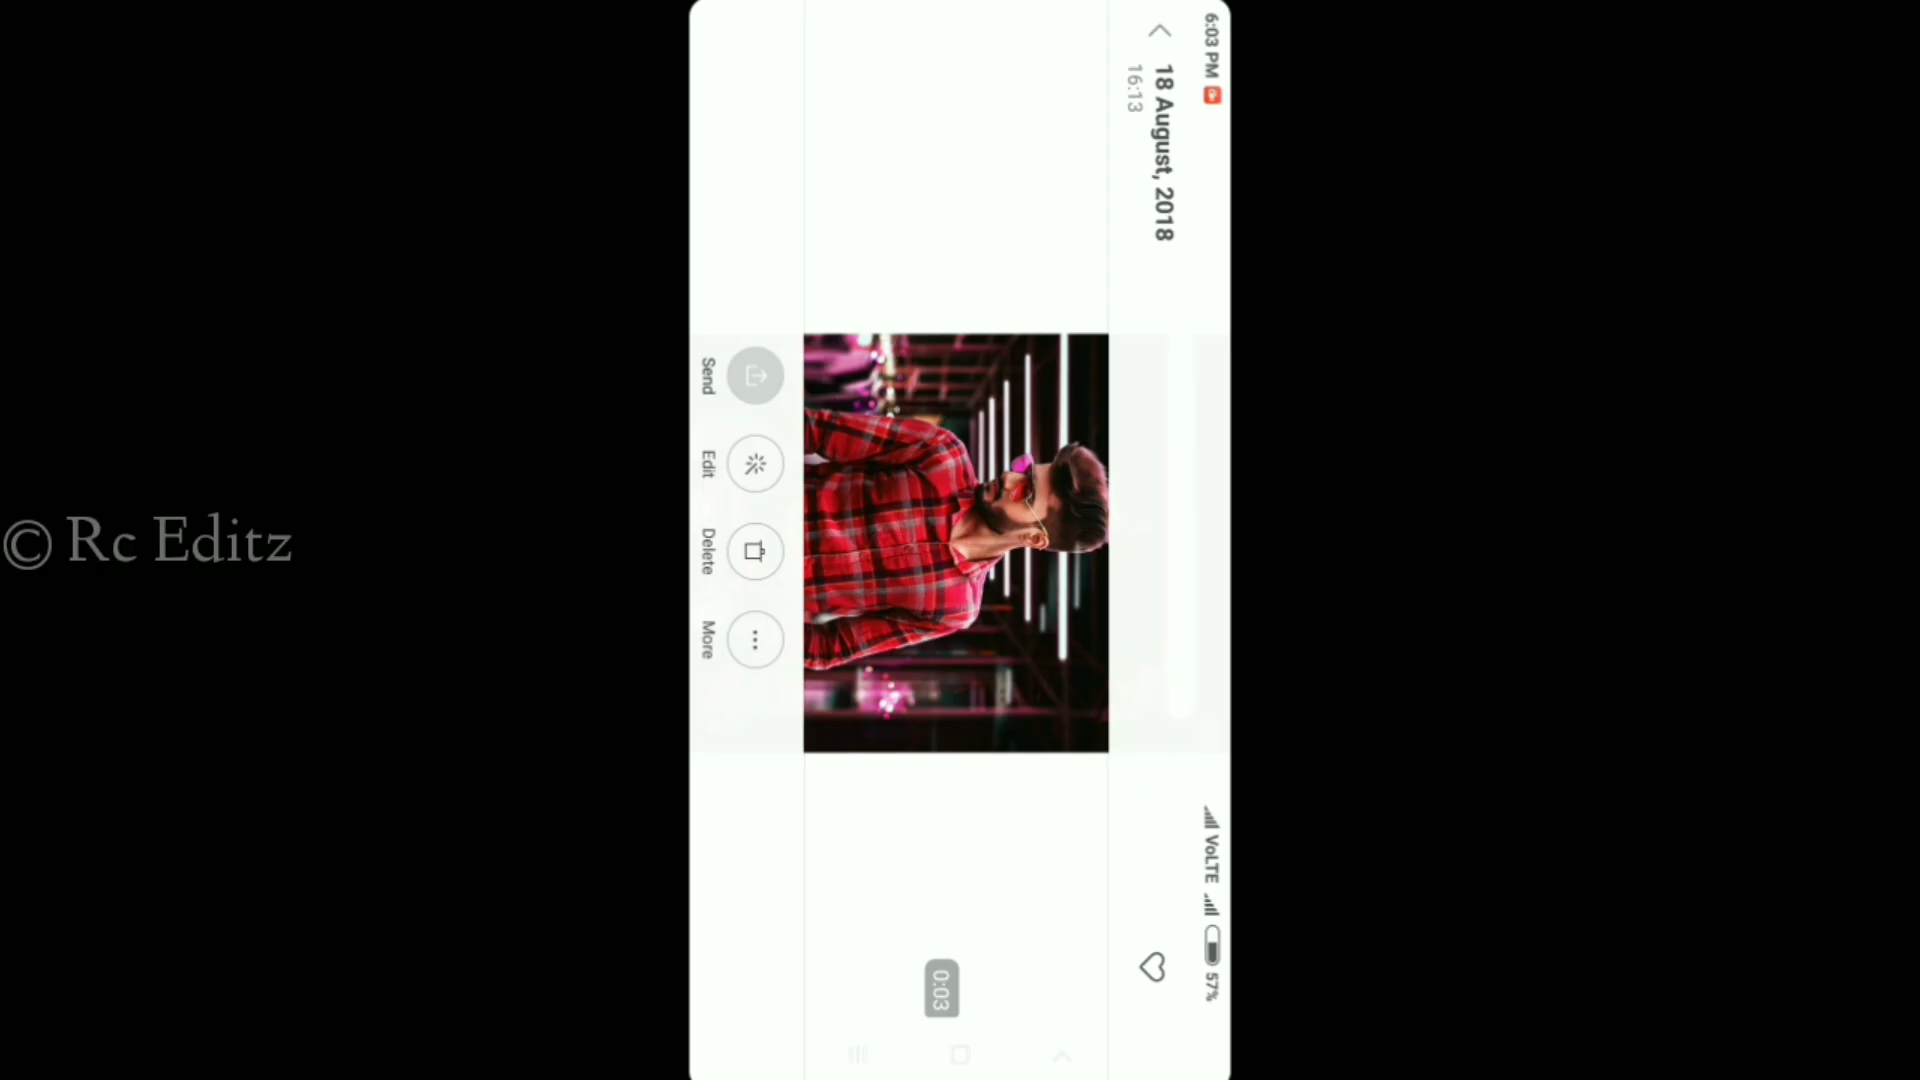 6:03 PM
VoLTE 57%
18 August, 2018
16:13
Send Edit Delete More
0:03
© Rc Editz